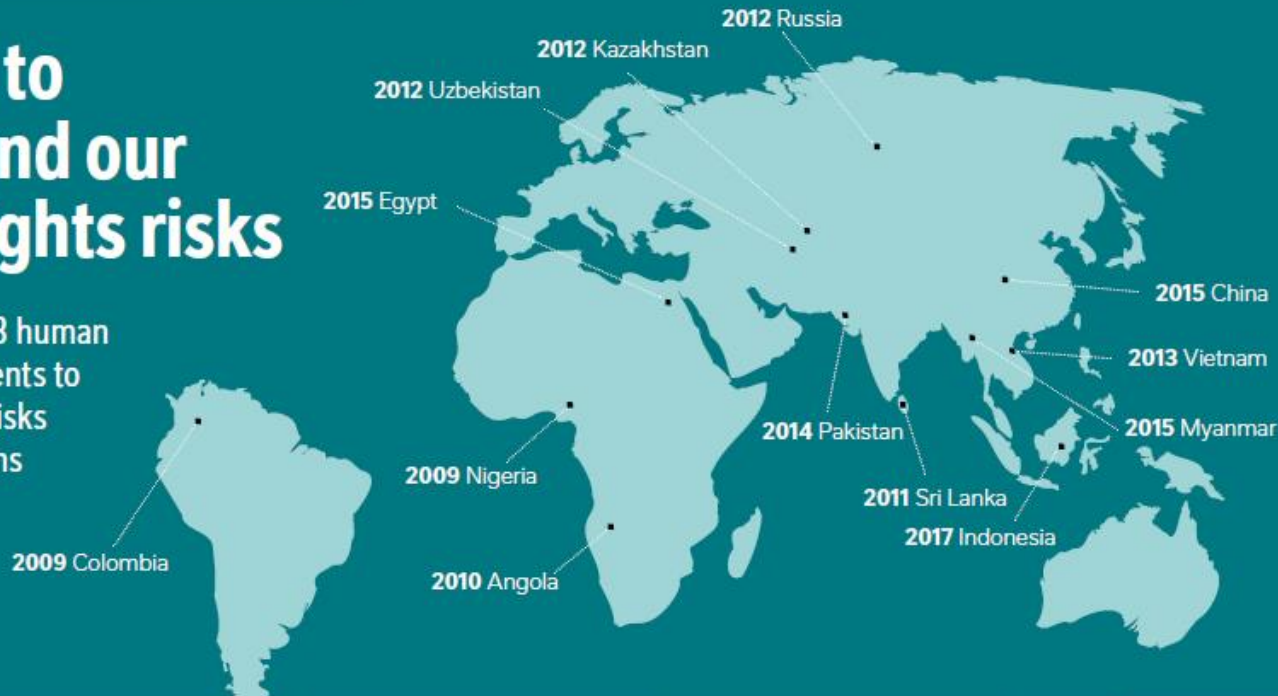 to
nd our
ghts risks
3 human
ents to
isks
ns
2012 Russia
2012 Kazakhstan
2012 Uzbekistan
2015 Egypt
2015 China
2013 Vietnam
2015 Myanmar
2014 Pakistan
2011 Sri Lanka
2017 Indonesia
2009 Nigeria
2010 Angola
2009 Colombia